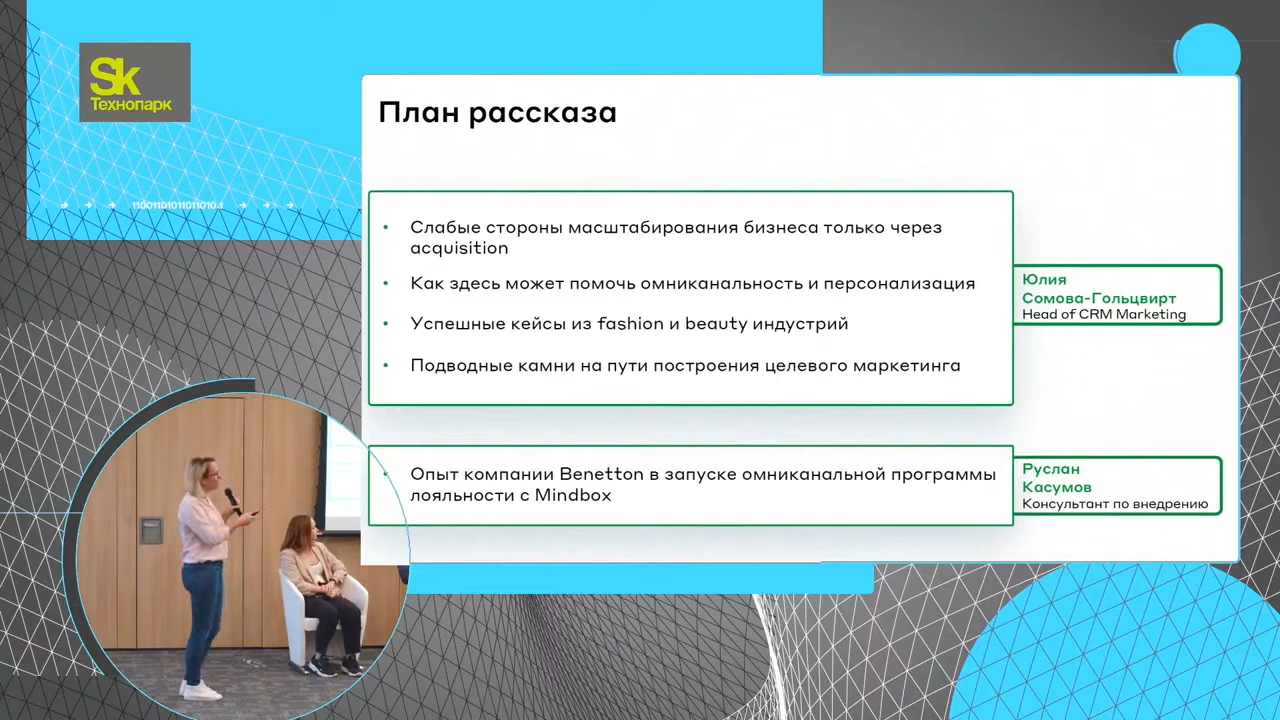 Sk
Технопарк
110011010110110101
План рассказа
• Слабые стороны масштабирования бизнеса только через
acquisition
• Как здесь может помочь омниканальность и персонализация
• Успешные кейсы из fashion и beauty индустрий
• Подводные камни на пути построения целевого маркетинга
Юлия
Сомова-Гольцвирт
Head of CRM Marketing
• Опыт компании Benetton в запуске омниканальной программы
лояльности с Mindbox
Руслан
Касумов
Консультант по внедрению